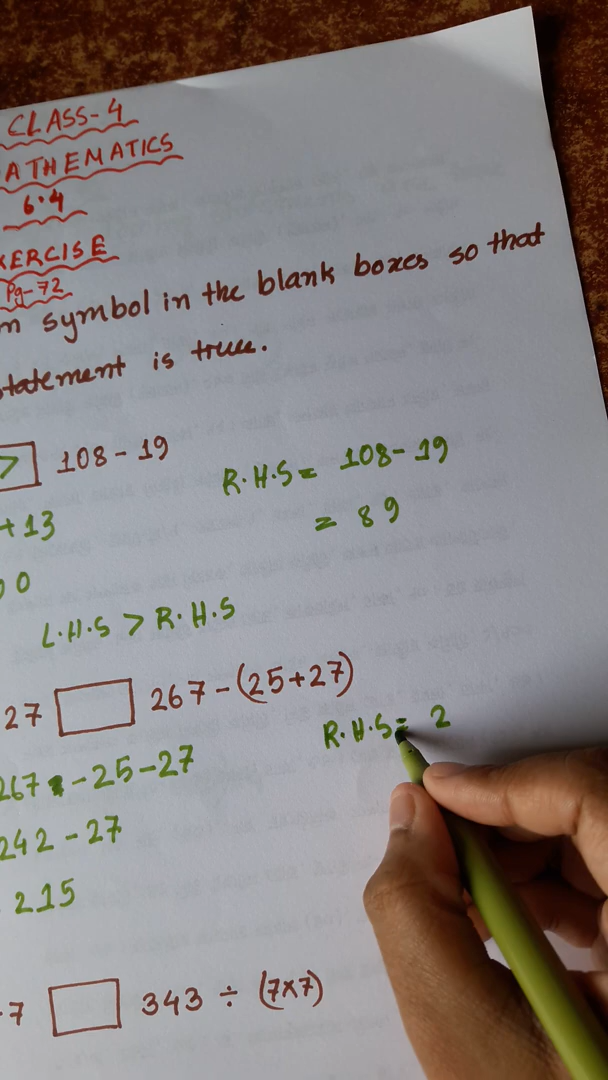 CLASS-4
ATHEMATICS
6.4
XERCISE
Pg-72
m symbol in the blank boxes so that
statement is true.
> 108-19
R.H.S = 108-19
+13
= 89
00
L.H.S > R.H.S
27 267-(25+27)
R.H.S = 2
267 -25-27
242-27
215
7 343 ÷ (7×7)